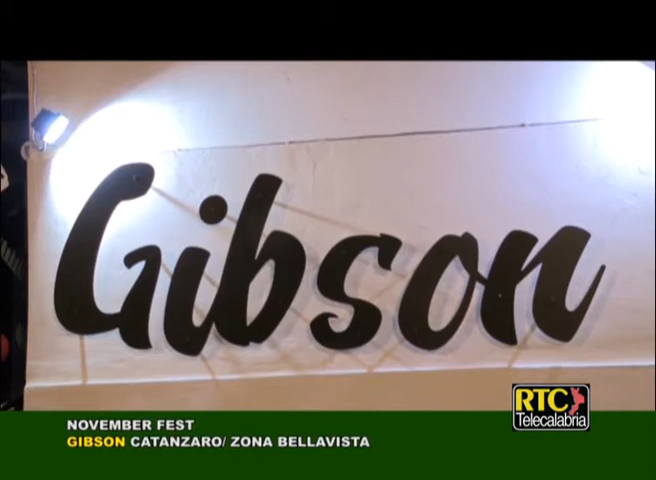 Gibson
RTC
Telecalabria
NOVEMBER FEST
GIBSON CATANZARO/ ZONA BELLAVISTA